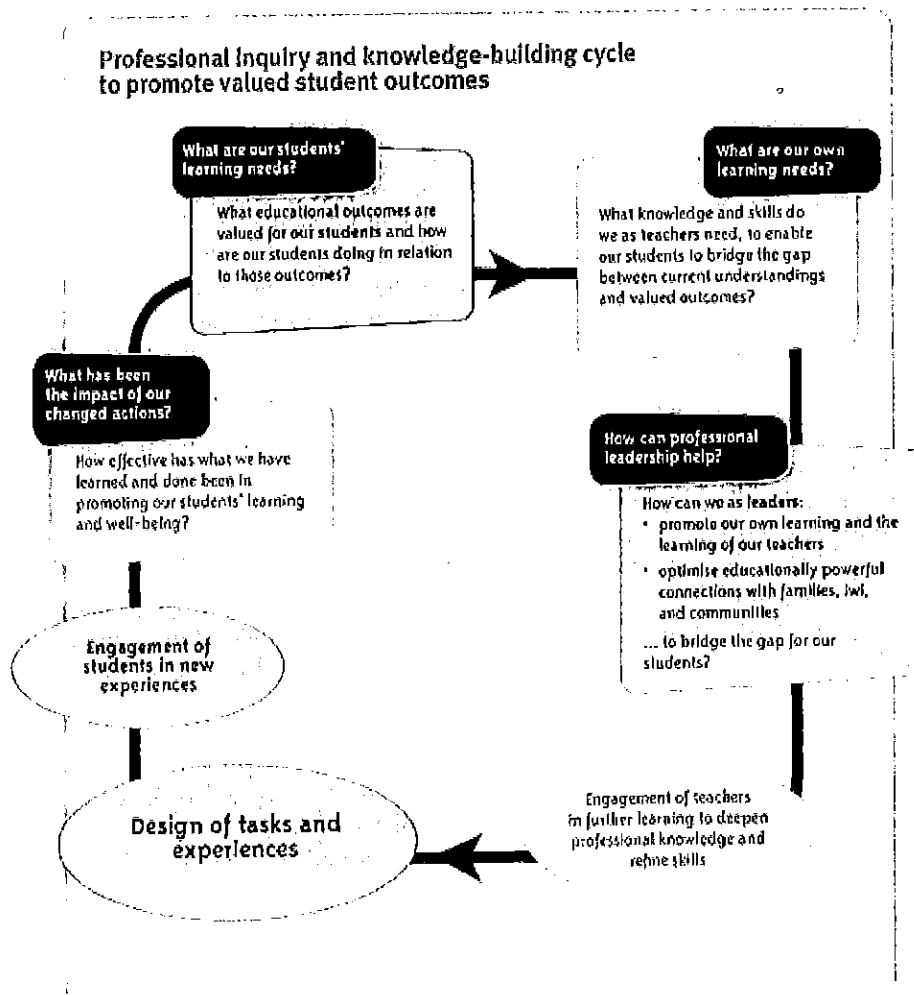 Professional inquiry and knowledge-building cycle
to promote valued student outcomes
What are our students'
learning needs?
What educational outcomes are
valued for our students and how
are our students doing in relation
to those outcomes?
What are our own
learning needs?
What knowledge and skills do
we as teachers need, to enable
our students to bridge the gap
between current understandings
and valued outcomes?
How can professional
leadership help?
How can we as leaders:
• promote our own learning and the
learning of our teachers
• optimise educationally powerful
connections with families, iwi,
and communities
... to bridge the gap for our
students?
Engagement of teachers
in further learning to deepen
professional knowledge and
refine skills
Design of tasks and
experiences
Engagement of
students in new
experiences
What has been
the impact of our
changed actions?
How effective has what we have
learned and done been in
promoting our students' learning
and well-being?